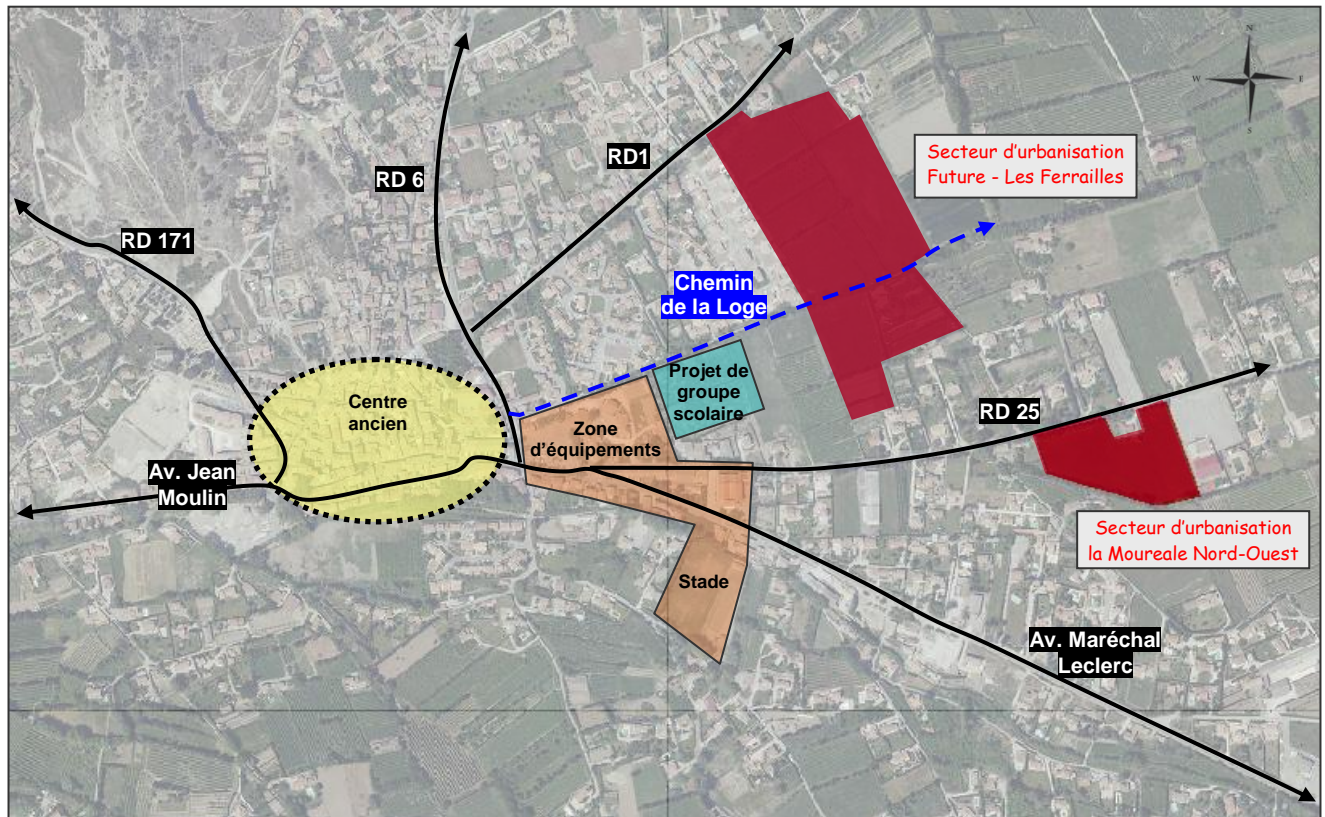 N
W
E
S
Secteur d'urbanisation
Future - Les Ferrailles
RD1
RD 6
RD 171
Chemin
de la Loge
Projet de
groupe
scolaire
Centre
ancien
RD 25
Zone
d'équipements
Av. Jean
Moulin
Secteur d'urbanisation
la Moureale Nord-Ouest
Stade
Av. Maréchal
Leclerc